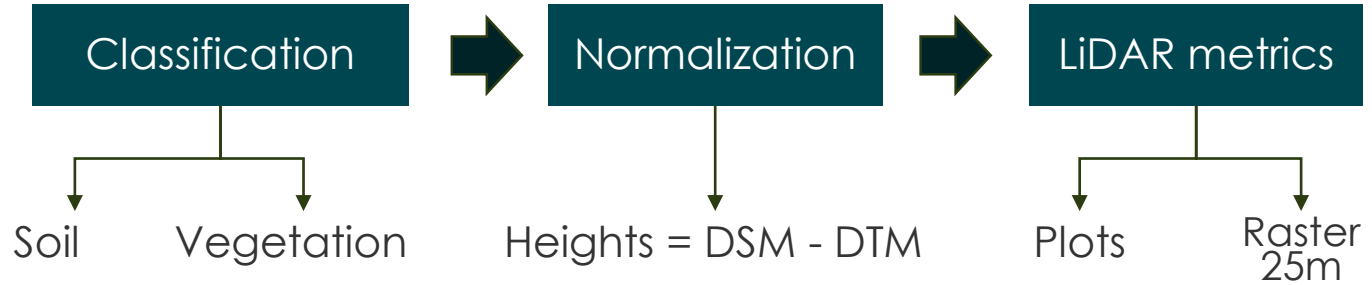 Classification
Normalization
LiDAR metrics
Soil
Vegetation
Heights = DSM - DTM
Plots
Raster
25m